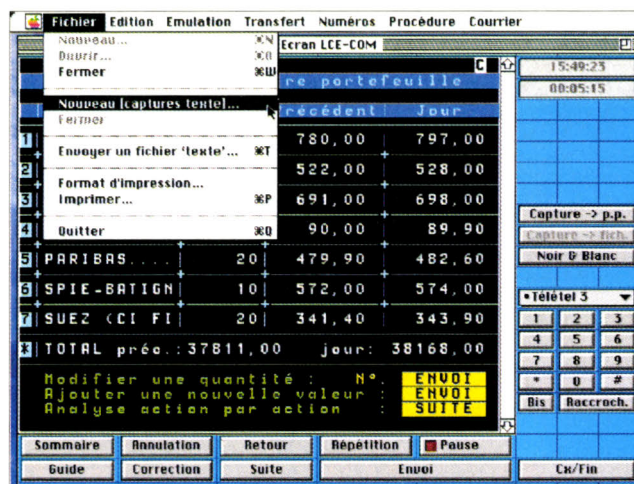 Fichier Edition Emulation Transfert Numéros Procédure Courrier
Nouveau... ⌘N
Ouvrir... ⌘O
Fermer ⌘W
Nouveau [captures texte]...
Fermer
Envoyer un fichier 'texte'... ⌘T
Format d'impression...
Imprimer... ⌘P
Quitter ⌘Q
Ecran LCE-COM
C
re portefeuille
Précédent Jour
1 780,00 797,00
2 522,00 528,00
3 691,00 698,00
4 90,00 89,90
5 PARIBAS.... 20 479,90 482,60
6 SPIE-BATIGN 10 572,00 574,00
7 SUEZ (CI FI 20 341,40 343,90
* TOTAL préc.:37811,00 jour: 38168,00
Modifier une quantité : N°. ENVOI
Ajouter une nouvelle valeur : ENVOI
Analyse action par action : SUITE
15:49:23
00:05:15
Capture -> p.p.
Capture -> fich.
Noir & Blanc
•Télétel 3
1 2 3
4 5 6
7 8 9
* 0 #
Bis Raccroch.
Sommaire Annulation Retour Répétition Pause
Guide Correction Suite Envoi Cx/Fin